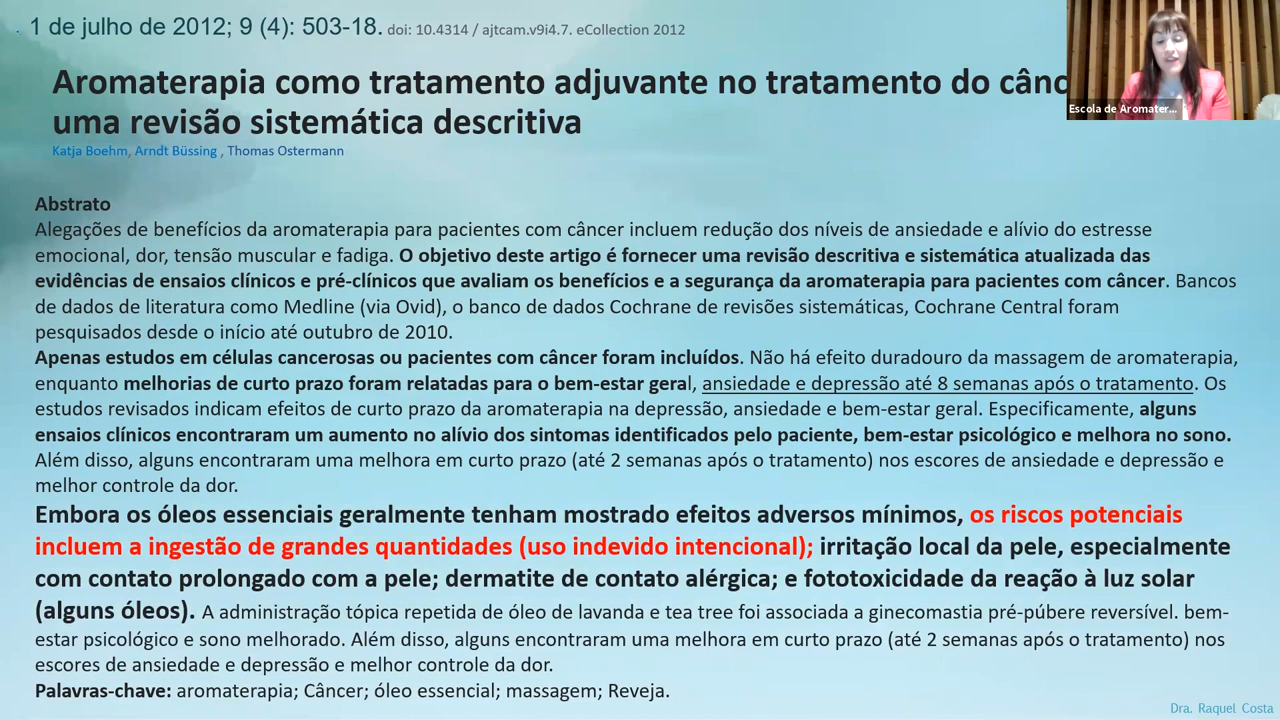 1 de julho de 2012; 9 (4): 503-18. doi: 10.4314 / ajtcam.v9i4.7. eCollection 2012
Aromaterapia como tratamento adjuvante no tratamento do cânc
uma revisão sistemática descritiva
Katja Boehm, Arndt Büssing , Thomas Ostermann
Escola de Aromater...
Abstrato
Alegações de benefícios da aromaterapia para pacientes com câncer incluem redução dos níveis de ansiedade e alívio do estresse
emocional, dor, tensão muscular e fadiga. O objetivo deste artigo é fornecer uma revisão descritiva e sistemática atualizada das
evidências de ensaios clínicos e pré-clínicos que avaliam os benefícios e a segurança da aromaterapia para pacientes com câncer. Bancos
de dados de literatura como Medline (via Ovid), o banco de dados Cochrane de revisões sistemáticas, Cochrane Central foram
pesquisados desde o início até outubro de 2010.
Apenas estudos em células cancerosas ou pacientes com câncer foram incluídos. Não há efeito duradouro da massagem de aromaterapia,
enquanto melhorias de curto prazo foram relatadas para o bem-estar geral, ansiedade e depressão até 8 semanas após o tratamento. Os
estudos revisados indicam efeitos de curto prazo da aromaterapia na depressão, ansiedade e bem-estar geral. Especificamente, alguns
ensaios clínicos encontraram um aumento no alívio dos sintomas identificados pelo paciente, bem-estar psicológico e melhora no sono.
Além disso, alguns encontraram uma melhora em curto prazo (até 2 semanas após o tratamento) nos escores de ansiedade e depressão e
melhor controle da dor.
Embora os óleos essenciais geralmente tenham mostrado efeitos adversos mínimos, os riscos potenciais
incluem a ingestão de grandes quantidades (uso indevido intencional); irritação local da pele, especialmente
com contato prolongado com a pele; dermatite de contato alérgica; e fototoxicidade da reação à luz solar
(alguns óleos). A administração tópica repetida de óleo de lavanda e tea tree foi associada a ginecomastia pré-púbere reversível. bem-
estar psicológico e sono melhorado. Além disso, alguns encontraram uma melhora em curto prazo (até 2 semanas após o tratamento) nos
escores de ansiedade e depressão e melhor controle da dor.
Palavras-chave: aromaterapia; Câncer; óleo essencial; massagem; Reveja.
Dra. Raquel Costa